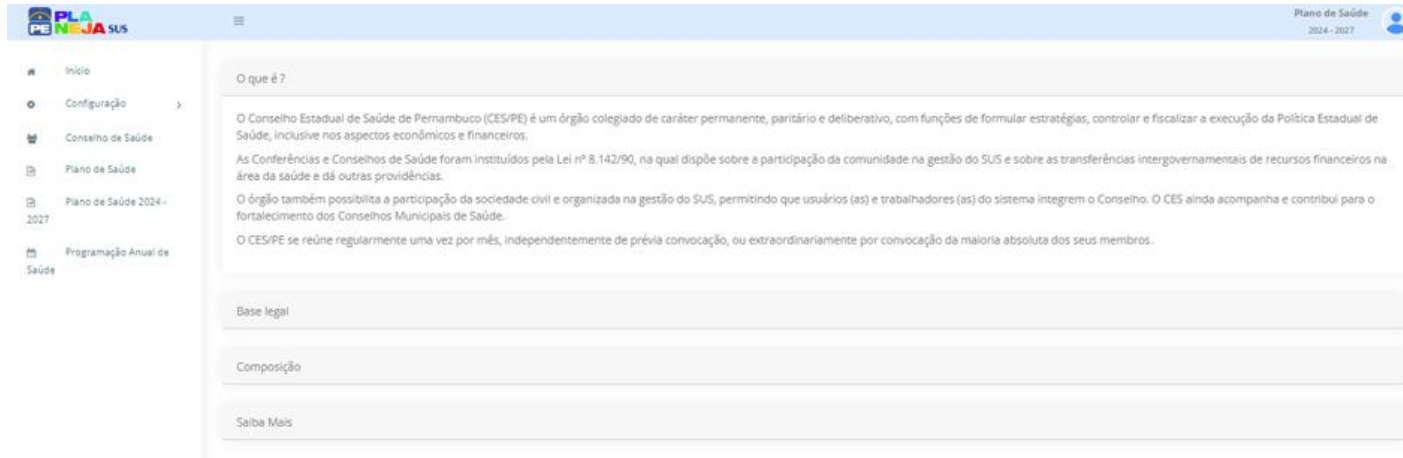 PLA
PE NEJA SUS
Plano de Saúde
2024 - 2027
Início
Configuração
Conselho de Saúde
Plano de Saúde
Plano de Saúde 2024 -
2027
Programação Anual de
Saúde
O que é ?
O Conselho Estadual de Saúde de Pernambuco (CES/PE) é um órgão colegiado de caráter permanente, paritário e deliberativo, com funções de formular estratégias, controlar e fiscalizar a execução da Política Estadual de
Saúde, inclusive nos aspectos econômicos e financeiros.
As Conferências e Conselhos de Saúde foram instituídos pela Lei nº 8.142/90, na qual dispõe sobre a participação da comunidade na gestão do SUS e sobre as transferências intergovernamentais de recursos financeiros na
área da saúde e dá outras providências.
O órgão também possibilita a participação da sociedade civil e organizada na gestão do SUS, permitindo que usuários (as) e trabalhadores (as) do sistema integrem o Conselho. O CES ainda acompanha e contribui para o
fortalecimento dos Conselhos Municipais de Saúde.
O CES/PE se reúne regularmente uma vez por mês, independentemente de prévia convocação, ou extraordinariamente por convocação da maioria absoluta dos seus membros.
Base legal
Composição
Saiba Mais